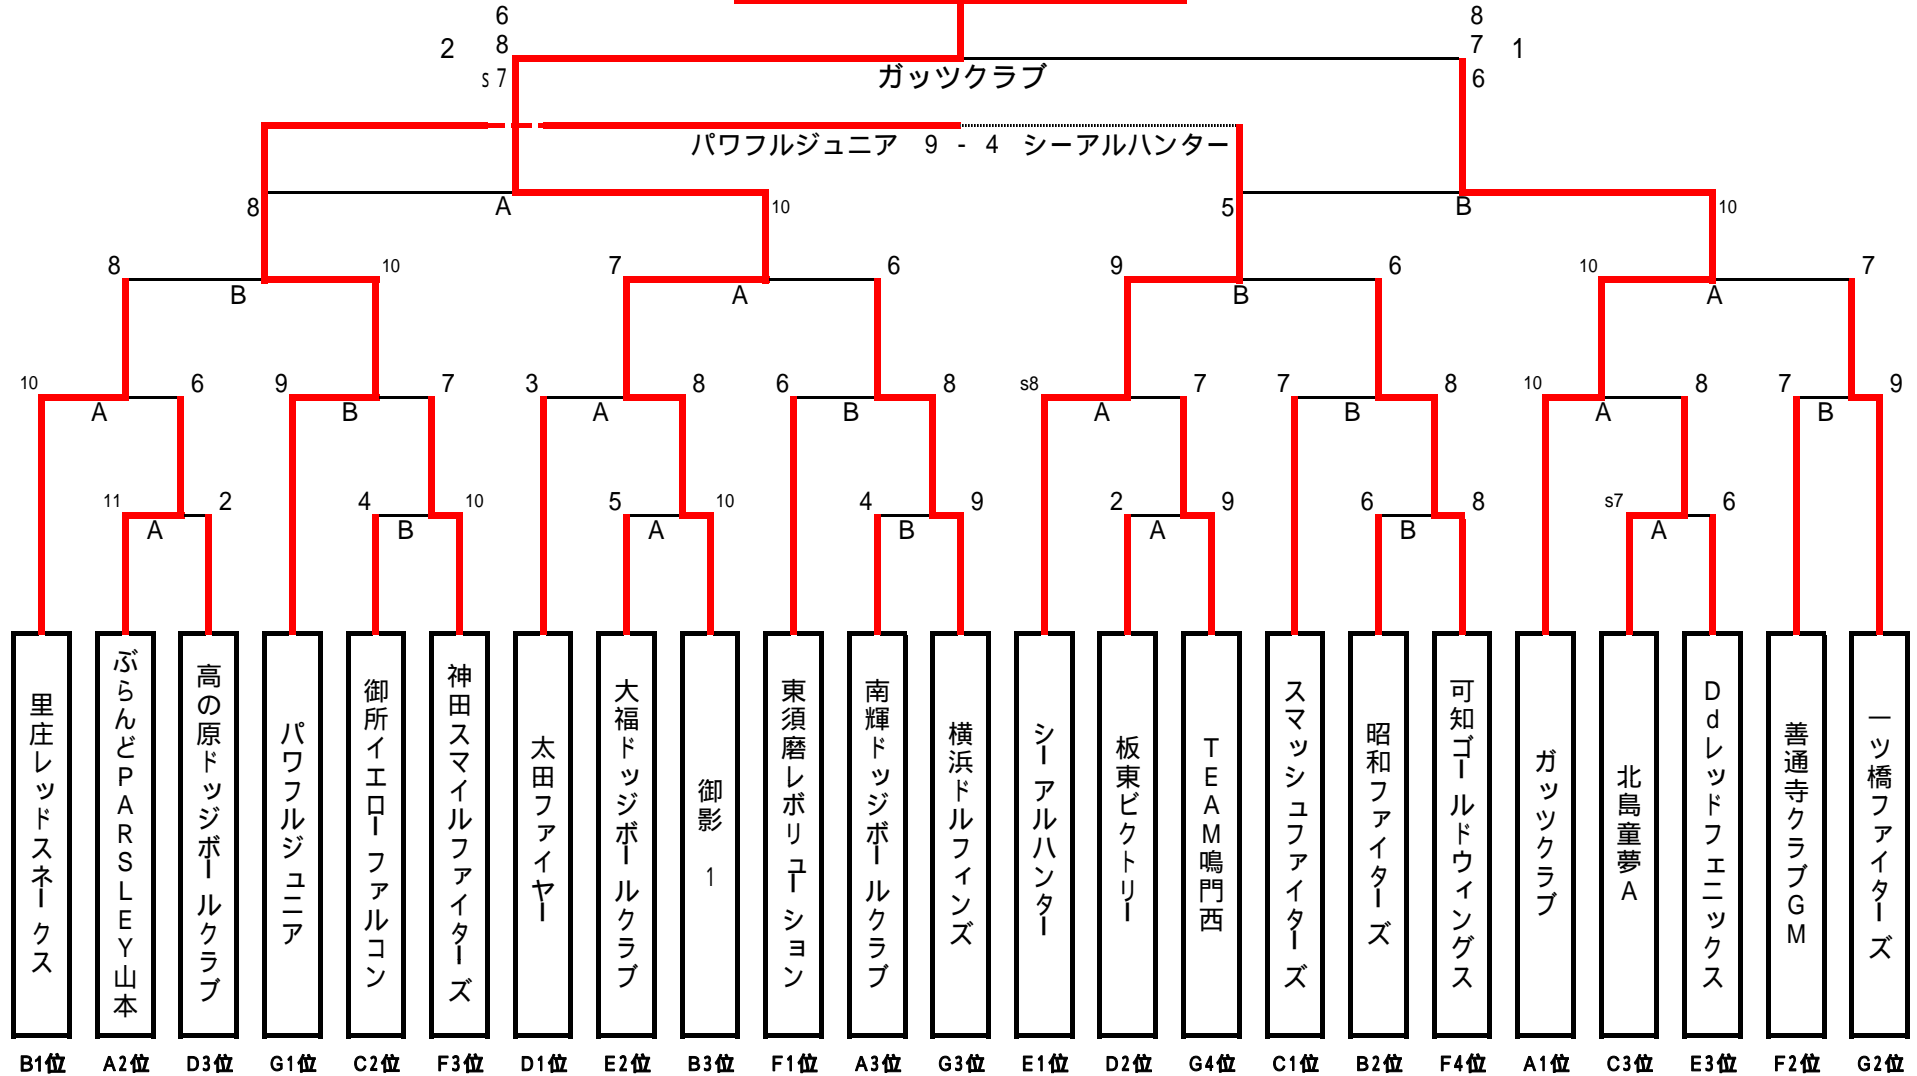 6 8
2 8 7 1
s 7 6
ガッツクラブ
パワフルジュニア 9 - 4 シーアルハンター
8 A 10 5 B 10
8 10 7 6 9 6 10 7
B A B A
10 6 9 7 3 8 6 8 s8 7 7 8 10 8 7 9
A B A B A B A B
11 2 4 10 5 10 4 9 2 9 6 8 s7 6
A B A B A B A
里庄レッドスネークス
ぶらんどPARSLEY山本
高の原ドッジボールクラブ
パワフルジュニア
御所イエローファルコン
神田スマイルファイターズ
太田ファイヤー
大福ドッジボールクラブ
御影 1
東須磨レボリューション
南輝ドッジボールクラブ
横浜ドルフィンズ
シーアルハンター
板東ビクトリー
TEAM鳴門西
スマッシュファイターズ
昭和ファイターズ
可知ゴールドウィングス
ガッツクラブ
北島童夢A
Ddレッドフェニックス
善通寺クラブGM
一ツ橋ファイターズ
B1位 A2位 D3位 G1位 C2位 F3位 D1位 E2位 B3位 F1位 A3位 G3位 E1位 D2位 G4位 C1位 B2位 F4位 A1位 C3位 E3位 F2位 G2位